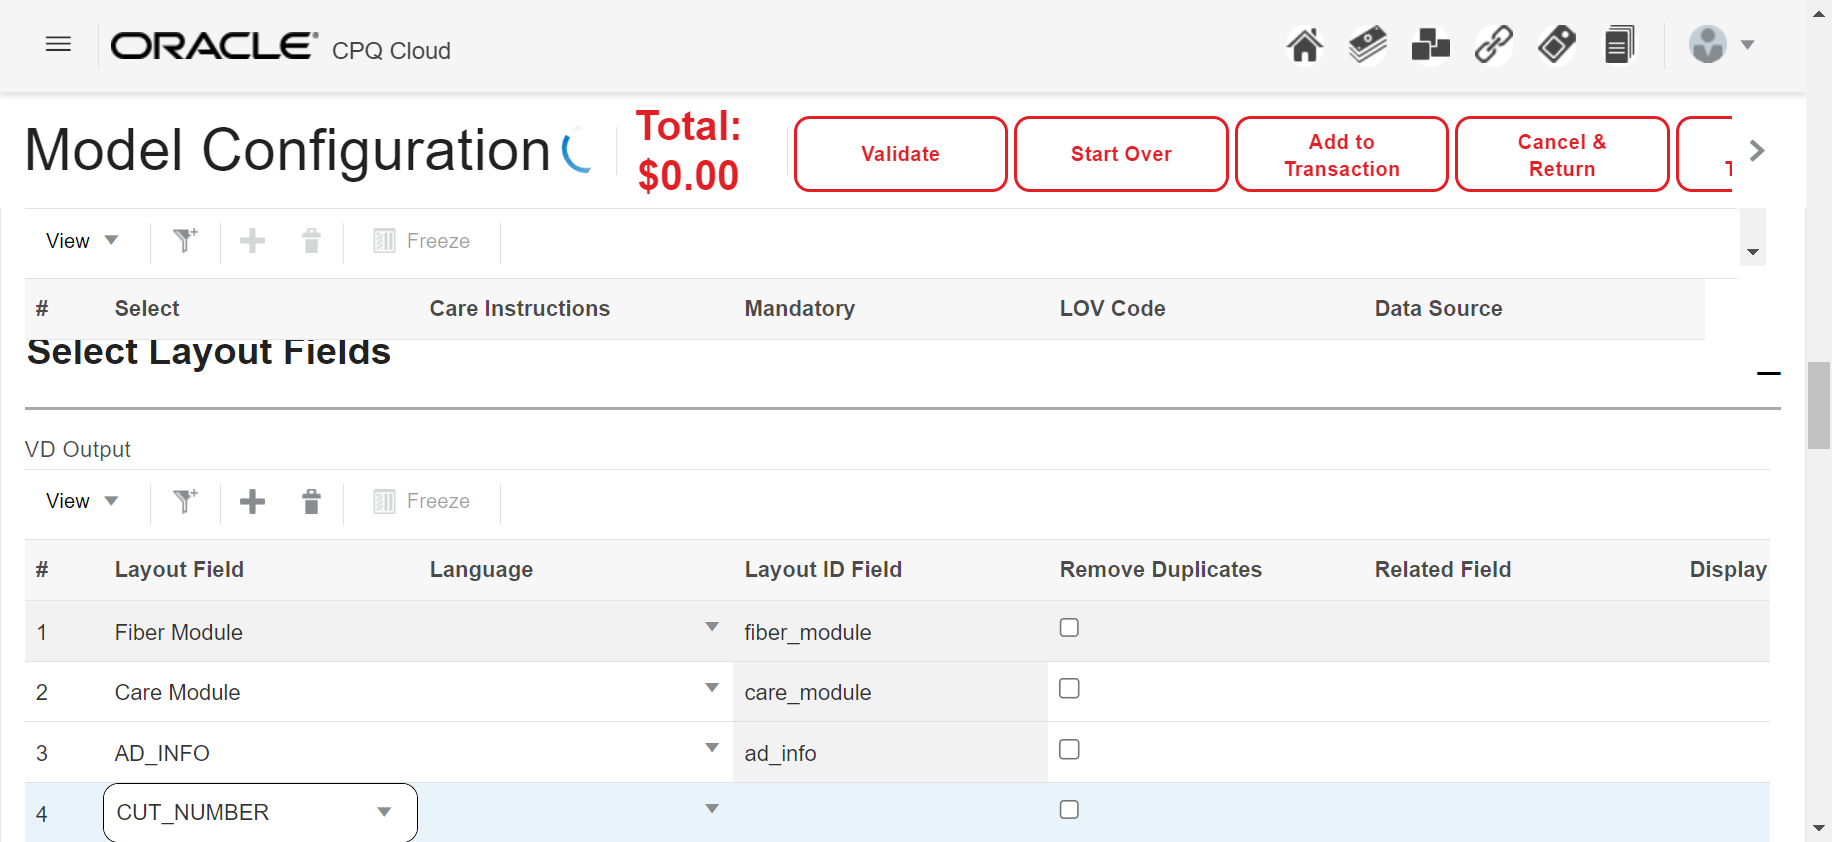 ORACLE® CPQ Cloud
Model Configuration
Total:
$0.00
Validate
Start Over
Add to
Transaction
Cancel &
Return
View
Freeze
# Select Care Instructions Mandatory LOV Code Data Source
Select Layout Fields
VD Output
View
Freeze
# Layout Field Language Layout ID Field Remove Duplicates Related Field Display
1 Fiber Module fiber_module
2 Care Module care_module
3 AD_INFO ad_info
4 CUT_NUMBER